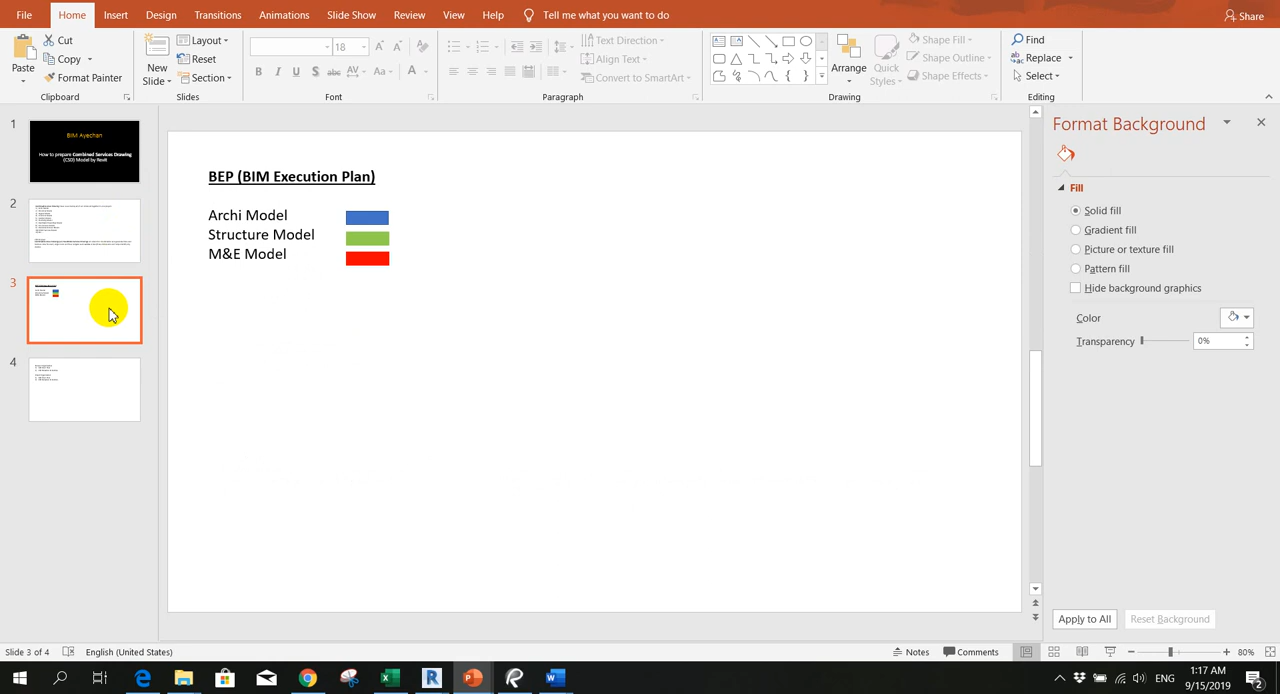 File Home Insert Design Transitions Animations Slide Show Review View Help Tell me what you want to do Share
Cut
Copy
Format Painter
Paste
Clipboard
New
Slide
Layout
Reset
Section
Slides
18
B I U S abc AV Aa A
Font
Text Direction
Align Text
Convert to SmartArt
Paragraph
Arrange
Quick
Styles
Shape Fill
Shape Outline
Shape Effects
Drawing
Find
Replace
Select
Editing
1
BIM Ayechan
How to prepare Combined Services Drawing
(CSD) Model by Revit
2
3
4
BEP (BIM Execution Plan)
Archi Model
Structure Model
M&E Model
Format Background
Fill
Solid fill
Gradient fill
Picture or texture fill
Pattern fill
Hide background graphics
Color
Transparency 0%
Apply to All Reset Background
Slide 3 of 4 English (United States) Notes Comments 80%
ENG
1:17 AM
9/15/2019
2